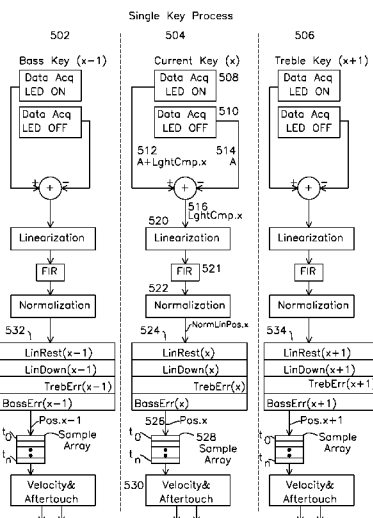 Single Key Process
502
504
506
Bass Key (x-1)
Current Key (x)
Treble Key (x+1)
Data Acq
LED ON
Data Acq
LED ON
508
Data Acq
LED ON
Data Acq
LED OFF
Data Acq
LED OFF
510
Data Acq
LED OFF
512
A+LghtCmp.x
514
A
+ −
+
+ −
+
+ −
+
516
LghtCmp.x
520
Linearization
Linearization
Linearization
FIR
FIR
521
FIR
522
Normalization
Normalization
Normalization
NormLinPos.x
532
524
534
LinRest(x-1)
LinDown(x-1)
TrebErr(x-1)
BassErr(x-1)
LinRest(x)
LinDown(x)
TrebErr(x)
BassErr(x)
LinRest(x+1)
LinDown(x+1)
TrebErr(x+1)
BassErr(x+1)
Pos.x-1
526
Pos.x
Pos.x+1
t0
tn
Sample
Array
t0
tn
528
Sample
Array
t0
tn
Sample
Array
Velocity&
Aftertouch
530
Velocity&
Aftertouch
Velocity&
Aftertouch